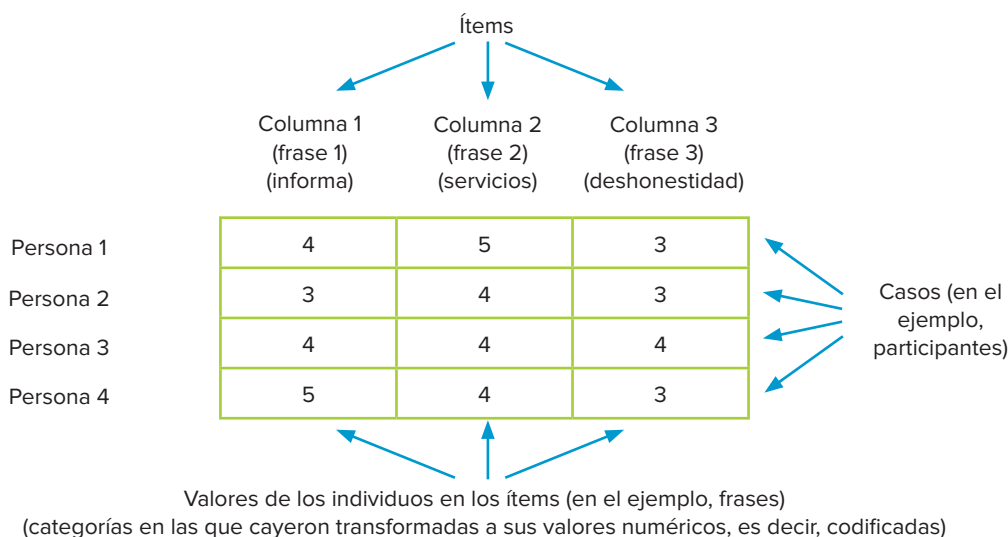 Ítems
Columna 1 Columna 2 Columna 3
(frase 1) (frase 2) (frase 3)
(informa) (servicios) (deshonestidad)
Persona 1 4 5 3
Persona 2 3 4 3
Persona 3 4 4 4
Persona 4 5 4 3
Casos (en el
ejemplo,
participantes)
Valores de los individuos en los ítems (en el ejemplo, frases)
(categorías en las que cayeron transformadas a sus valores numéricos, es decir, codificadas)